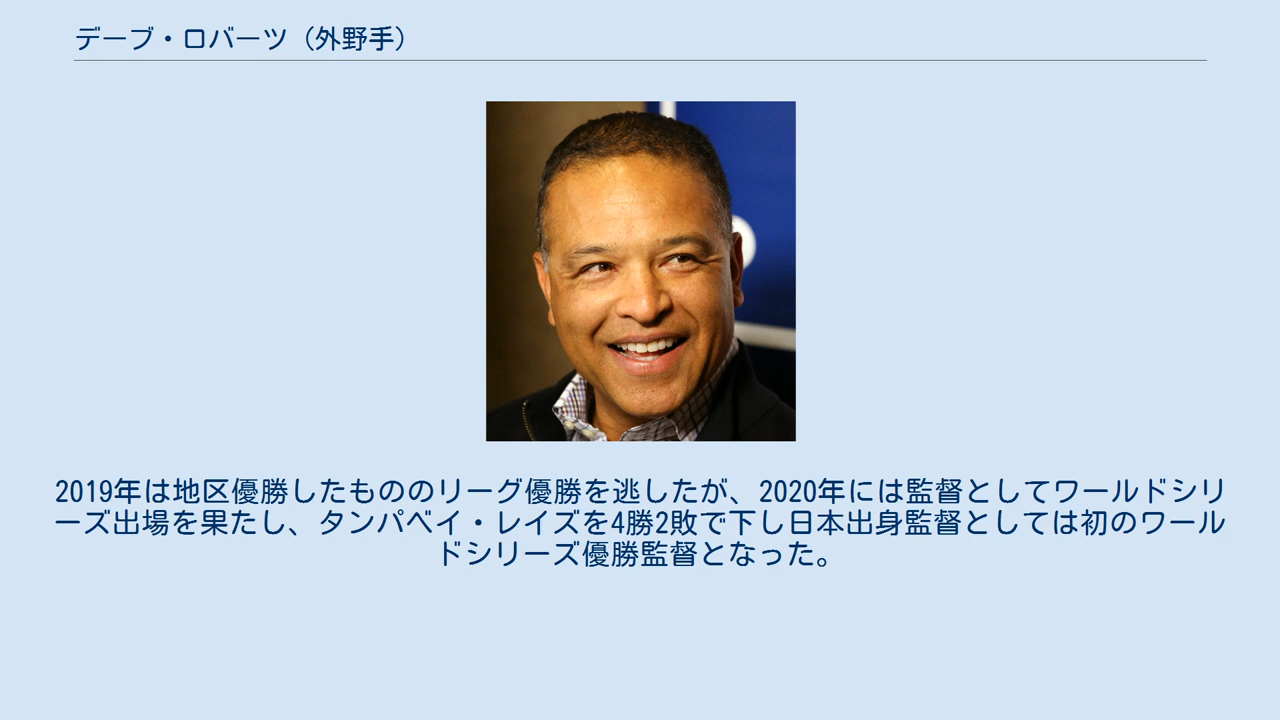 デーブ・ロバーツ（外野手）
2019年は地区優勝したもののリーグ優勝を逃したが、2020年には監督としてワールドシリ
ーズ出場を果たし、タンパベイ・レイズを4勝2敗で下し日本出身監督としては初のワール
ドシリーズ優勝監督となった。